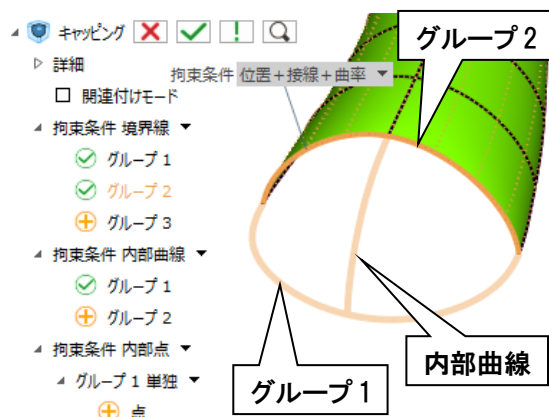 キャッピング
詳細
関連付けモード
拘束条件 境界線
グループ 1
グループ 2
グループ 3
拘束条件 内部曲線
グループ 1
グループ 2
拘束条件 内部点
グループ 1 単独
点
拘束条件 位置+接線+曲率
グループ2
内部曲線
グループ1